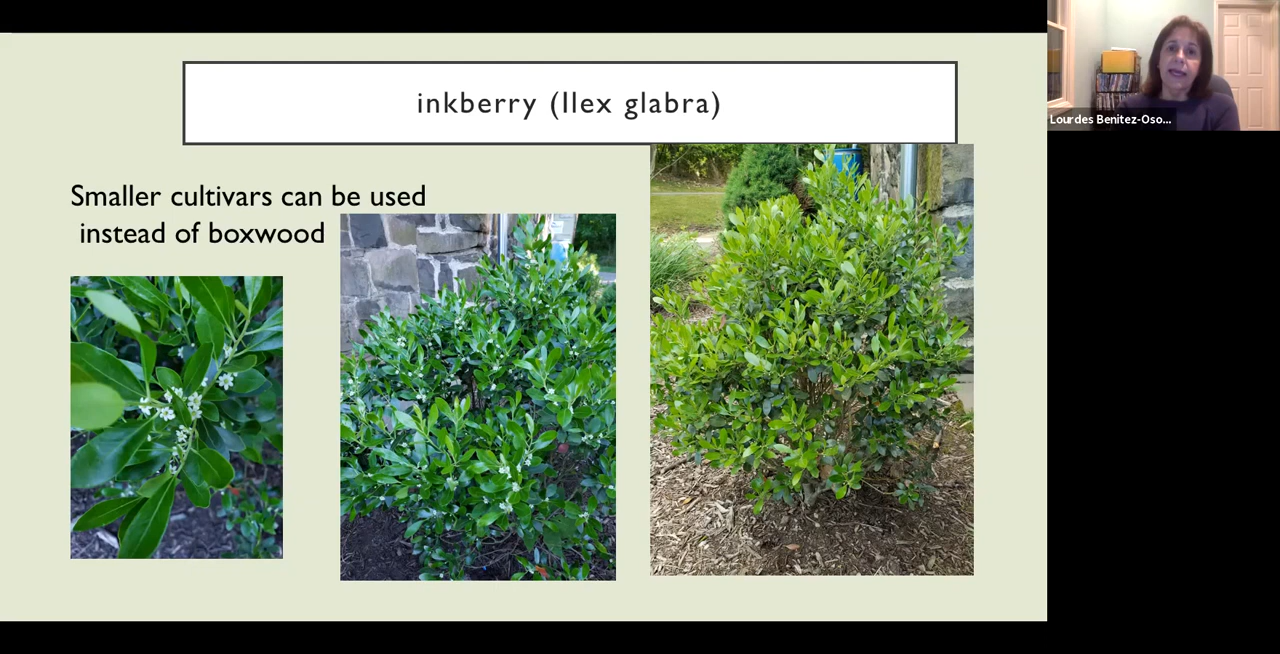 inkberry (Ilex glabra)
Smaller cultivars can be used
instead of boxwood
Lourdes Benitez-Oso...